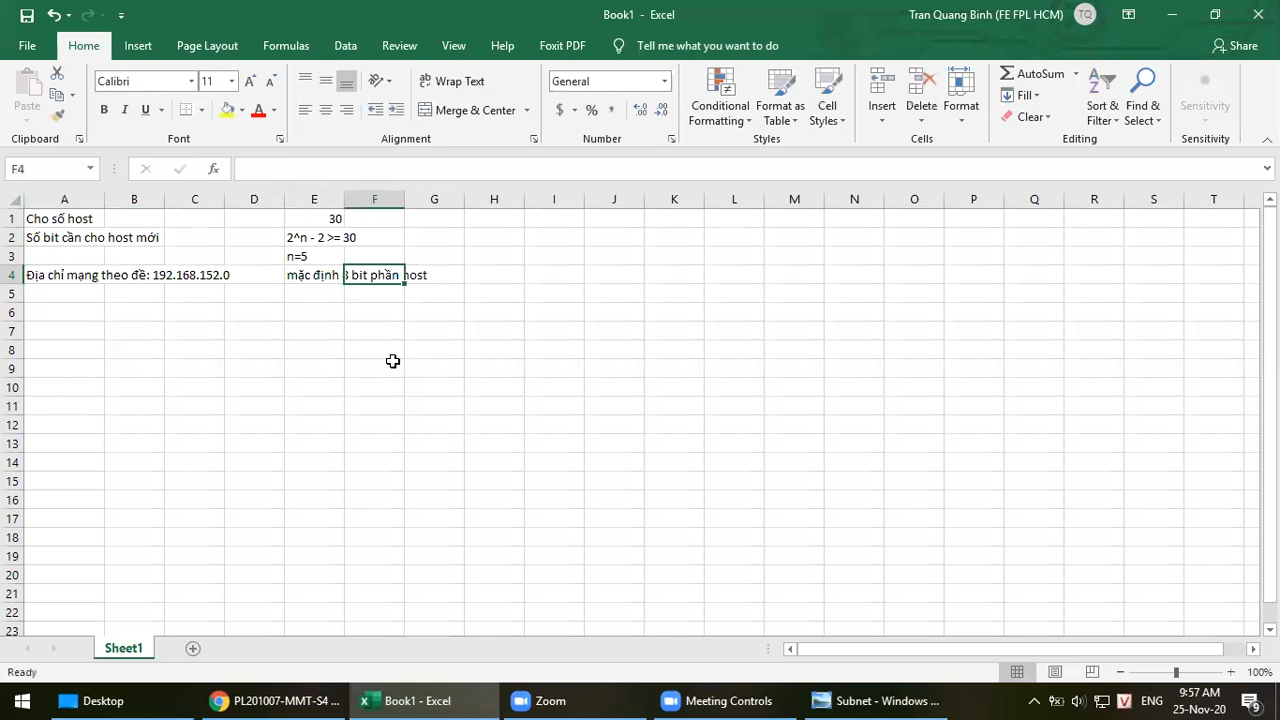 Book1 - Excel
Tran Quang Binh (FE FPL HCM)
TQ
File
Home
Insert
Page Layout
Formulas
Data
Review
View
Help
Foxit PDF
Tell me what you want to do
Share
Paste
Clipboard
Calibri
11
B I U
Font
Wrap Text
Merge & Center
Alignment
General
$ % ,
Number
Conditional Formatting
Format as Table
Cell Styles
Styles
Insert
Delete
Format
Cells
AutoSum
Fill
Clear
Sort & Filter
Find & Select
Editing
Sensitivity
Sensitivity
F4
fx
A B C D E F G H I J K L M N O P Q R S T
1 Cho số host 30
2 Số bit cần cho host mới 2^n - 2 >= 30
3 n=5
4 Địa chỉ mạng theo đề: 192.168.152.0 mặc định 8 bit phần host
5
6
7
8
9
10
11
12
13
14
15
16
17
18
19
20
21
22
23
Sheet1
Ready
100%
Desktop
PL201007-MMT-S4 ...
Book1 - Excel
Zoom
Meeting Controls
Subnet - Windows ...
V
ENG
9:57 AM
25-Nov-20
9